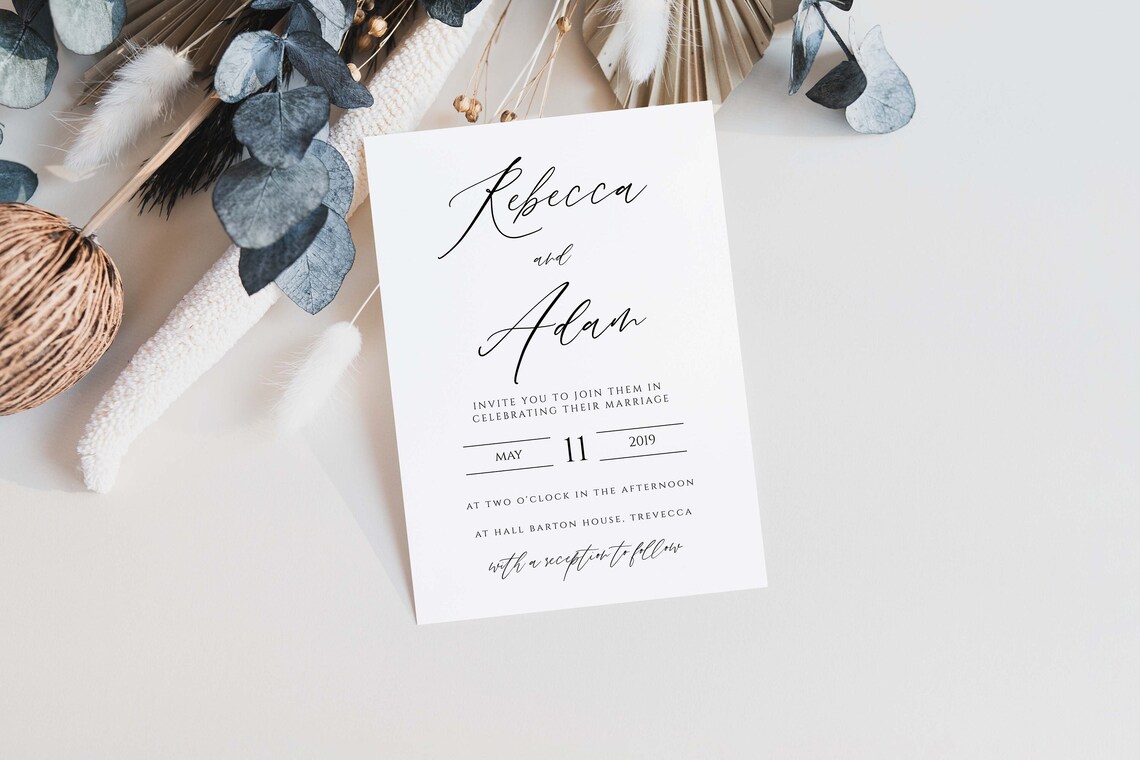 Rebecca
and
Adam
INVITE YOU TO JOIN THEM IN
CELEBRATING THEIR MARRIAGE
MAY 11 2019
AT TWO O'CLOCK IN THE AFTERNOON
AT HALL BARTON HOUSE, TREVECCA
with a reception to follow